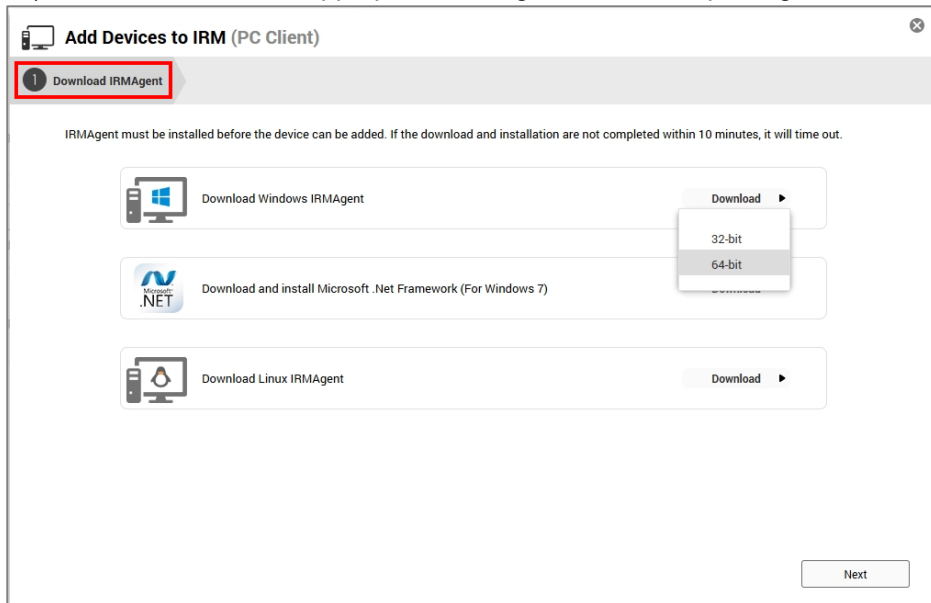 Add Devices to IRM (PC Client)
1 Download IRMAgent
IRMAgent must be installed before the device can be added. If the download and installation are not completed within 10 minutes, it will time out.
Download Windows IRMAgent
Download
32-bit
64-bit
Microsoft
.NET
Download and install Microsoft .Net Framework (For Windows 7)
Download Linux IRMAgent
Download
Next